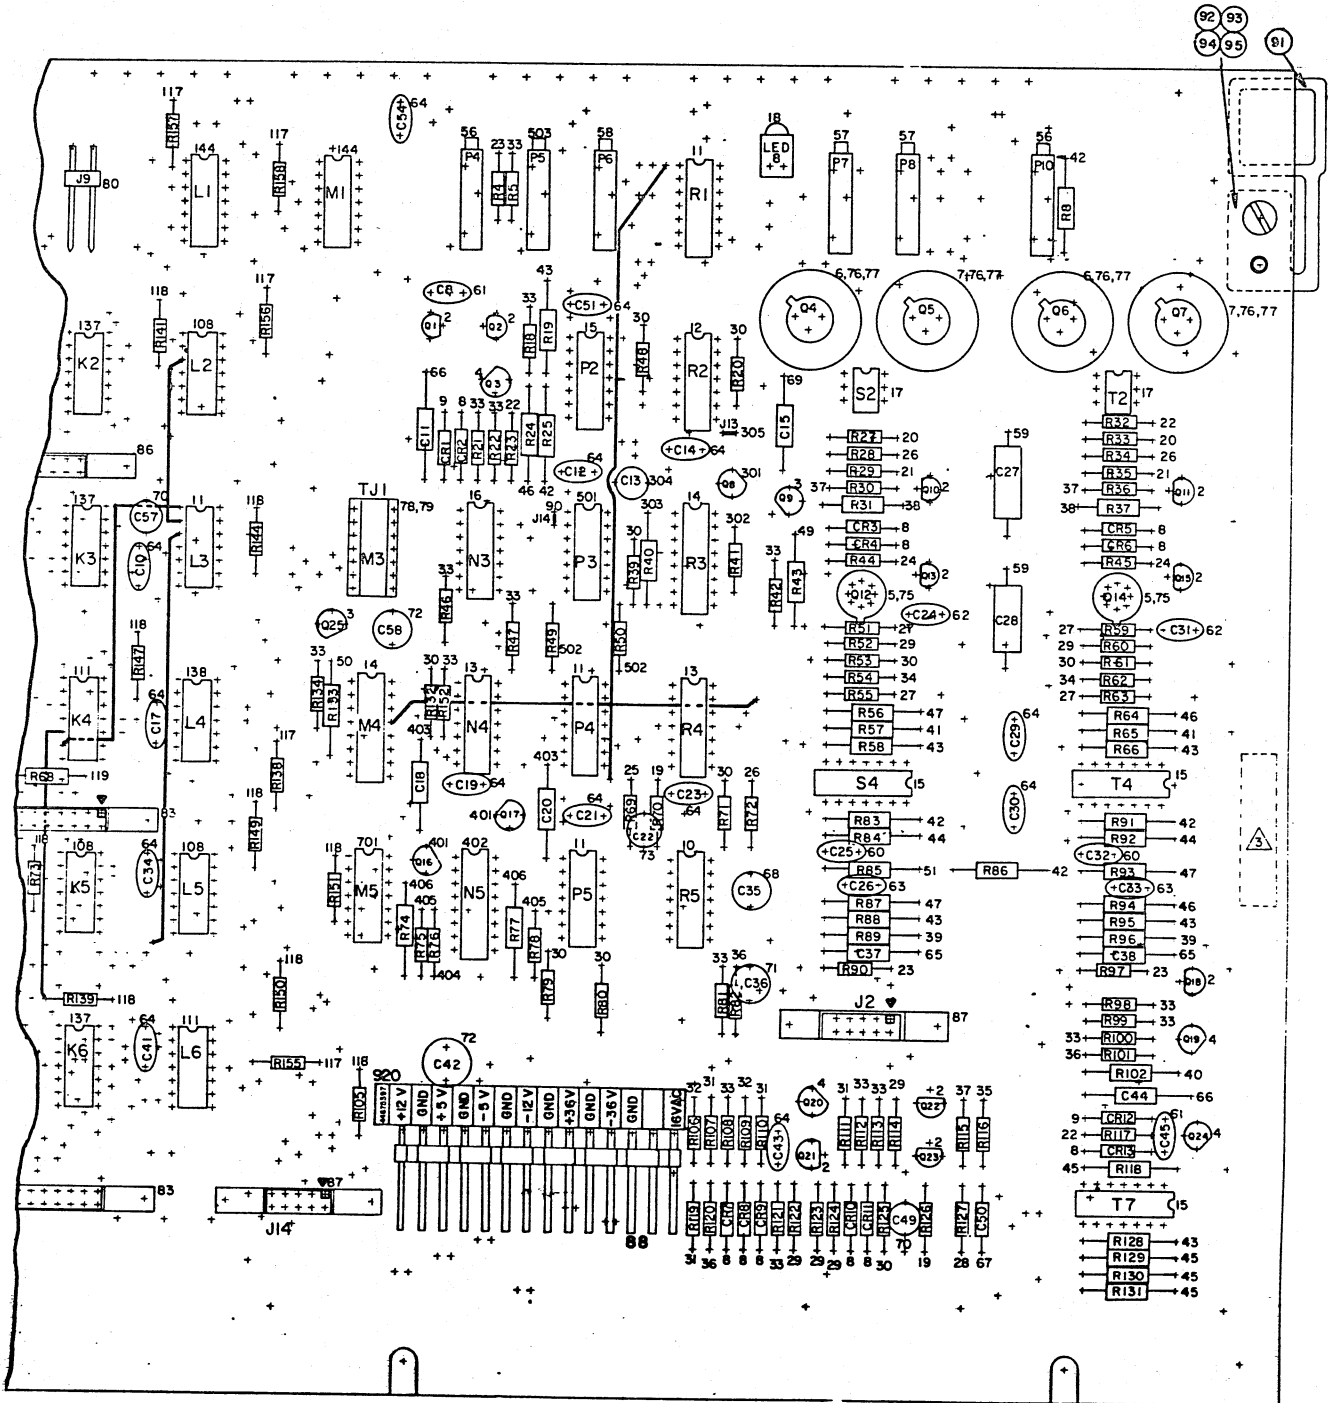 92 93
94 95 91
117 64
R157 C54
144 117 +144 56 23 33 503 58 11 18 57 57 56 42
J9 80 L1 R158 M1 P4 R4 R5 P5 P6 R1 LED 8 P7 P8 P10 R8
6,76,77 7,76,77 6,76,77
117 C8 61 43 C51 64 Q4 Q5 Q6 Q7 7,76,77
118 R156 Q1 2 Q2 2 33 R19 15 30 12 30
137 R141 108 R18 R48 R20
K2 L2 4 Q3 P2 R2 69 S2 17 T2 17
66 9 8 33 33 22 J13 305 C15 59 R32 22
C11 CR1 CR2 R21 R22 R23 R24 R25 C14 64 R27 20 R33 20
86 C12 64 R28 26 C27 R34 26
46 42 C13 304 Q8 301 R29 21 R35 21
137 70 C57 11 118 TJ1 78,79 16 J14 90 501 303 14 302 Q9 3 37 R30 Q10 2 37 R36 Q11 2
R31 38 38 R37
K3 C10 64 L3 R144 M3 N3 P3 30 R39 R40 R3 R41 33 49 CR3 8 CR5 8
CR4 8 CR6 8
R42 R43 R44 24 R45 24
33 R46 59 Q13 2 Q15 2
Q12 5,75 C28 Q14 5,75
Q25 3 C58 72 33 R47 R49 502 R50 502 C24 62 C31 62
118 R147 R51 27 27 R59
R52 29 29 R60
33 R134 50 R133 R53 30 30 R61
111 138 14 30 R132 33 R152 13 11 13 R54 34 34 R62
R55 27 27 R63
K4 C17 64 L4 M4 N4 P4 R4 R56 47 R64 46
117 403 R57 41 C29 64 R65 41
R58 43 R66 43
R68 119 R138 C18 403 C19 64 25 19 C23 64 30 26 S4 15 T4 15
83 118 R149 401 Q17 C20 C21 64 R69 R70 R71 R72 C30 64 R83 42 R91 42
C22 73 R84 44 R92 44
118 108 64 108 118 701 Q16 401 402 11 10 C25 60 C32 60 3
R73 K5 C34 L5 R151 M5 406 N5 406 P5 R5 C35 68 R85 51 R86 42 R93 47
C26 63 C33 63
R74 405 R75 R76 R77 405 R78 R87 47 R94 46
404 R88 43 R95 43
R89 39 R96 39
C37 65 C38 65
118 R150 30 R79 30 R80 33 R81 36 R82 C36 71 R90 23 R97 23 Q18 2
R139 118 J2 87 R98 33
R99 33
137 64 111 33 R100 Q19 4
K6 C41 L6 C42 72 36 R101
R155 117 118 R105 R102 40
920 C44 66
+12V GND +5V GND -5V GND -12V GND +36V GND -36V GND 16VAC
32 31 33 32 31 4 Q20 31 33 33 29 +2 Q22 37 35 9 CR12 61
R106 R107 R108 R109 R110 64 C43 R111 R112 R113 R114 R115 R116 22 R117 C45 Q24 4
Q21 2 +2 Q23 8 CR13
45 R118
83 J14 87 88 R119 R120 CR7 CR8 CR9 R121 R122 R123 R124 CR10 CR11 R125 C49 R126 R127 C50 T7 15
31 36 8 8 8 33 29 29 29 8 8 30 70 19 28 67
R128 43
R129 45
R130 45
R131 45